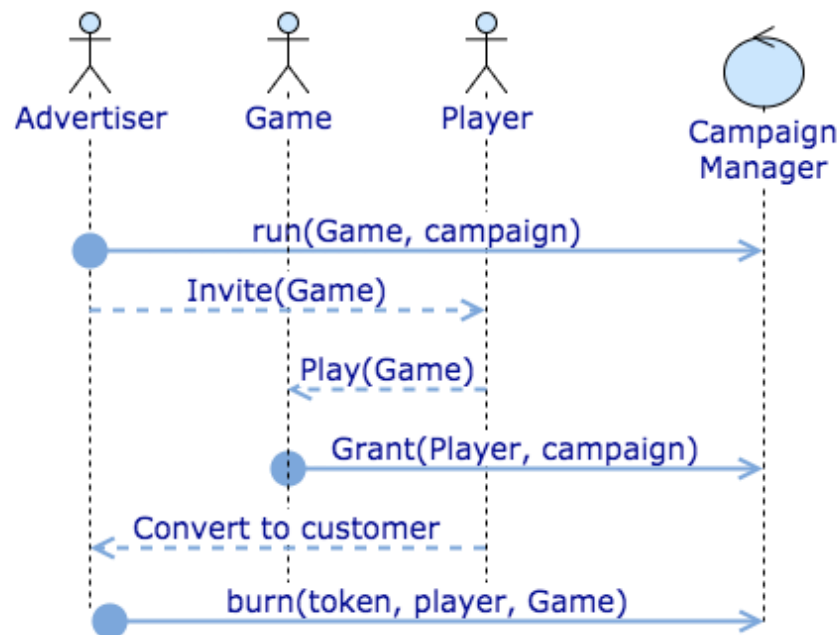 Advertiser
Game
Player
Campaign
Manager
run(Game, campaign)
Invite(Game)
Play(Game)
Grant(Player, campaign)
Convert to customer
burn(token, player, Game)